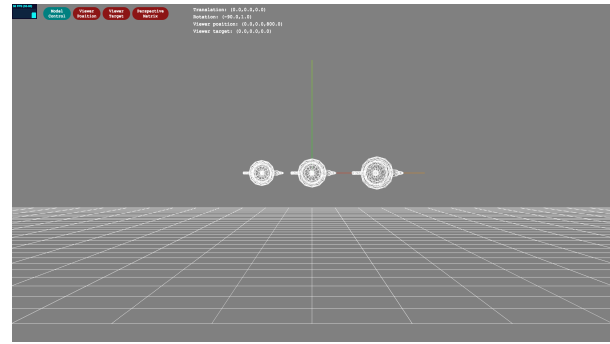 Model Control
Viewer Position
Viewer Target
Perspective Matrix
Translation: (0.0,0.0,0.0)
Rotation: (-90.0,1.0)
Viewer position: (0.0,0.0,800.0)
Viewer target: (0.0,0.0,0.0)